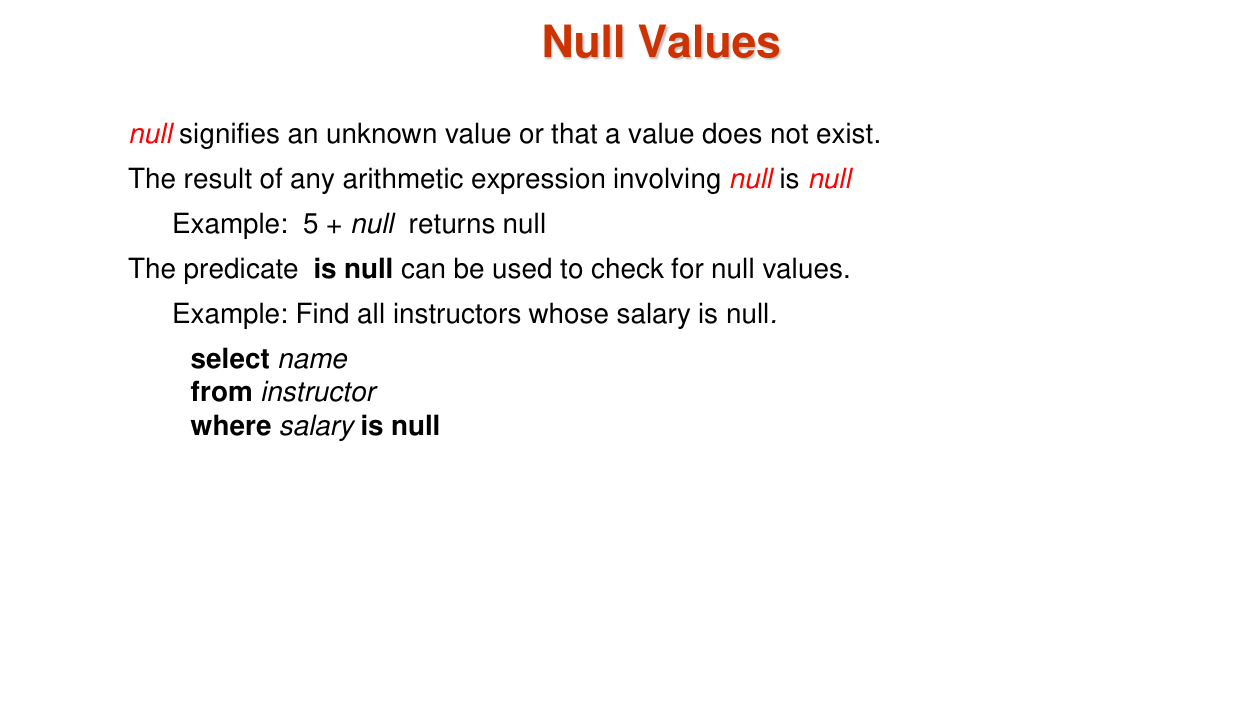 Null Values
null signifies an unknown value or that a value does not exist.
The result of any arithmetic expression involving null is null
Example:  5 + null  returns null
The predicate  is null can be used to check for null values.
Example: Find all instructors whose salary is null.
select name
from instructor
where salary is null